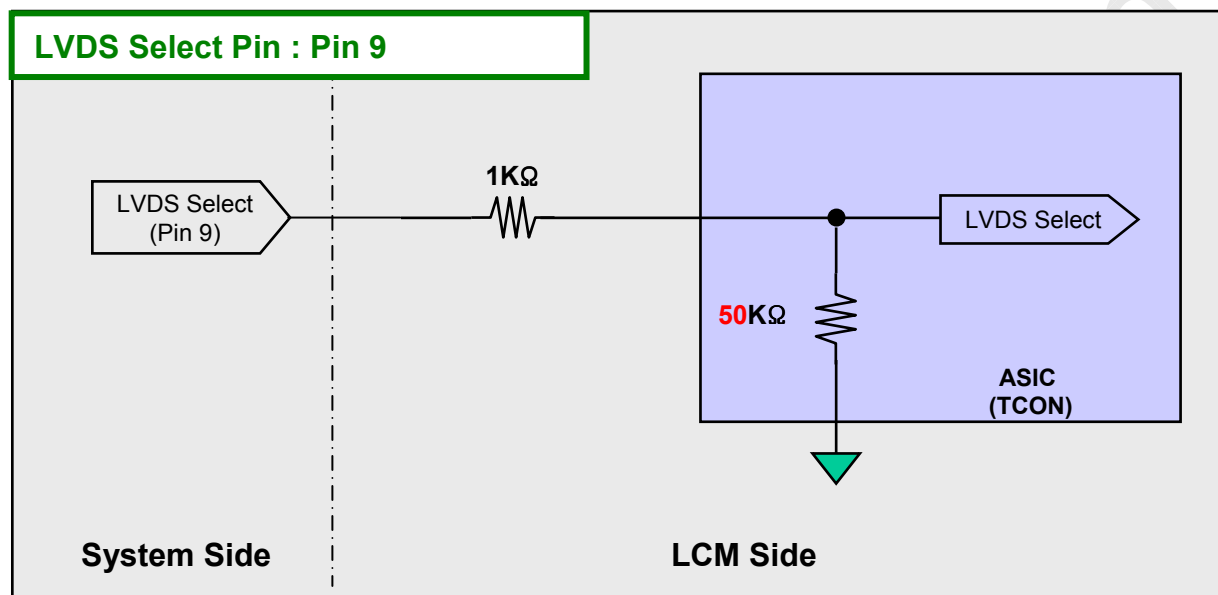 LVDS Select Pin : Pin 9
1KΩ
LVDS Select
(Pin 9)
LVDS Select
50KΩ
ASIC
(TCON)
System Side
LCM Side